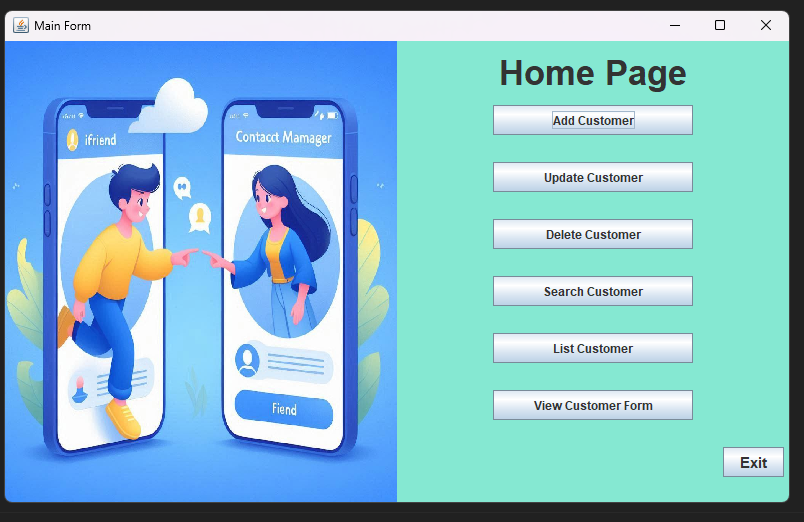 Main Form
ifriend
Contacct Mamager
Fiend
Home Page
Add Customer
Update Customer
Delete Customer
Search Customer
List Customer
View Customer Form
Exit